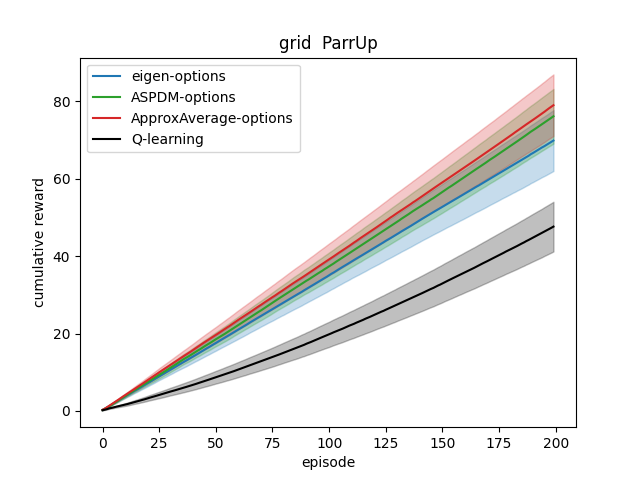 grid  ParrUp
eigen-options
ASPDM-options
ApproxAverage-options
Q-learning
cumulative reward
80
60
40
20
0
0 25 50 75 100 125 150 175 200
episode